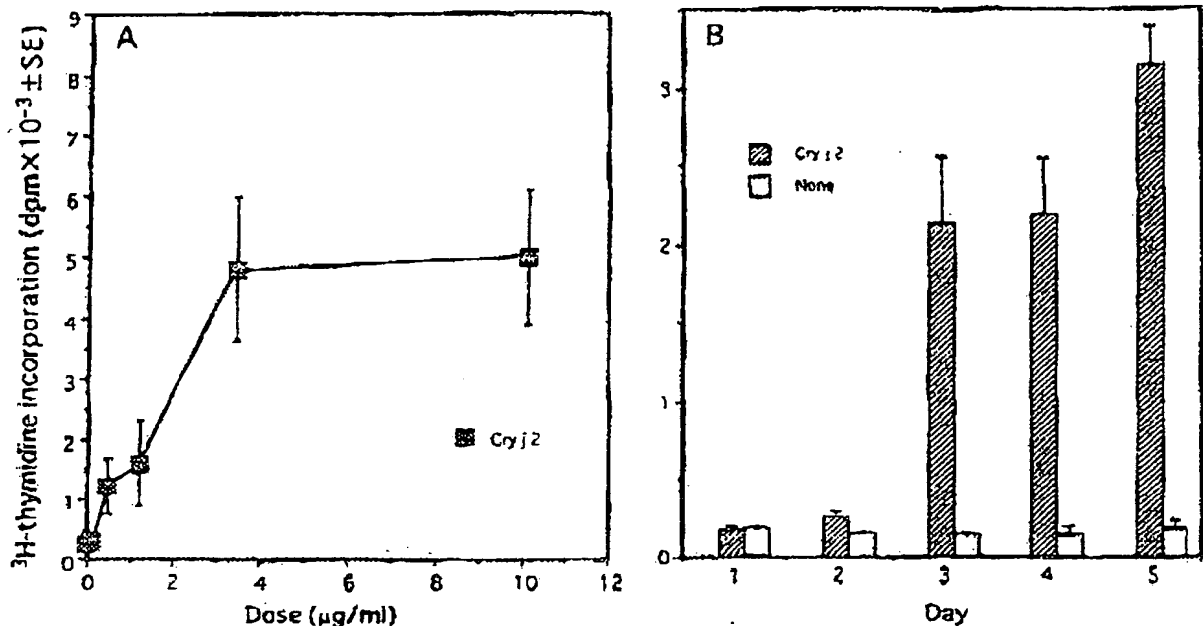 A
³H-thymidine incorporation (dpm×10⁻³ ±SE)
9
8
7
6
5
4
3
2
1
0
Cry j 2
0 2 4 6 8 10 12
Dose (µg/ml)
B
3
2
1
0
Cry j 2
None
1 2 3 4 5
Day